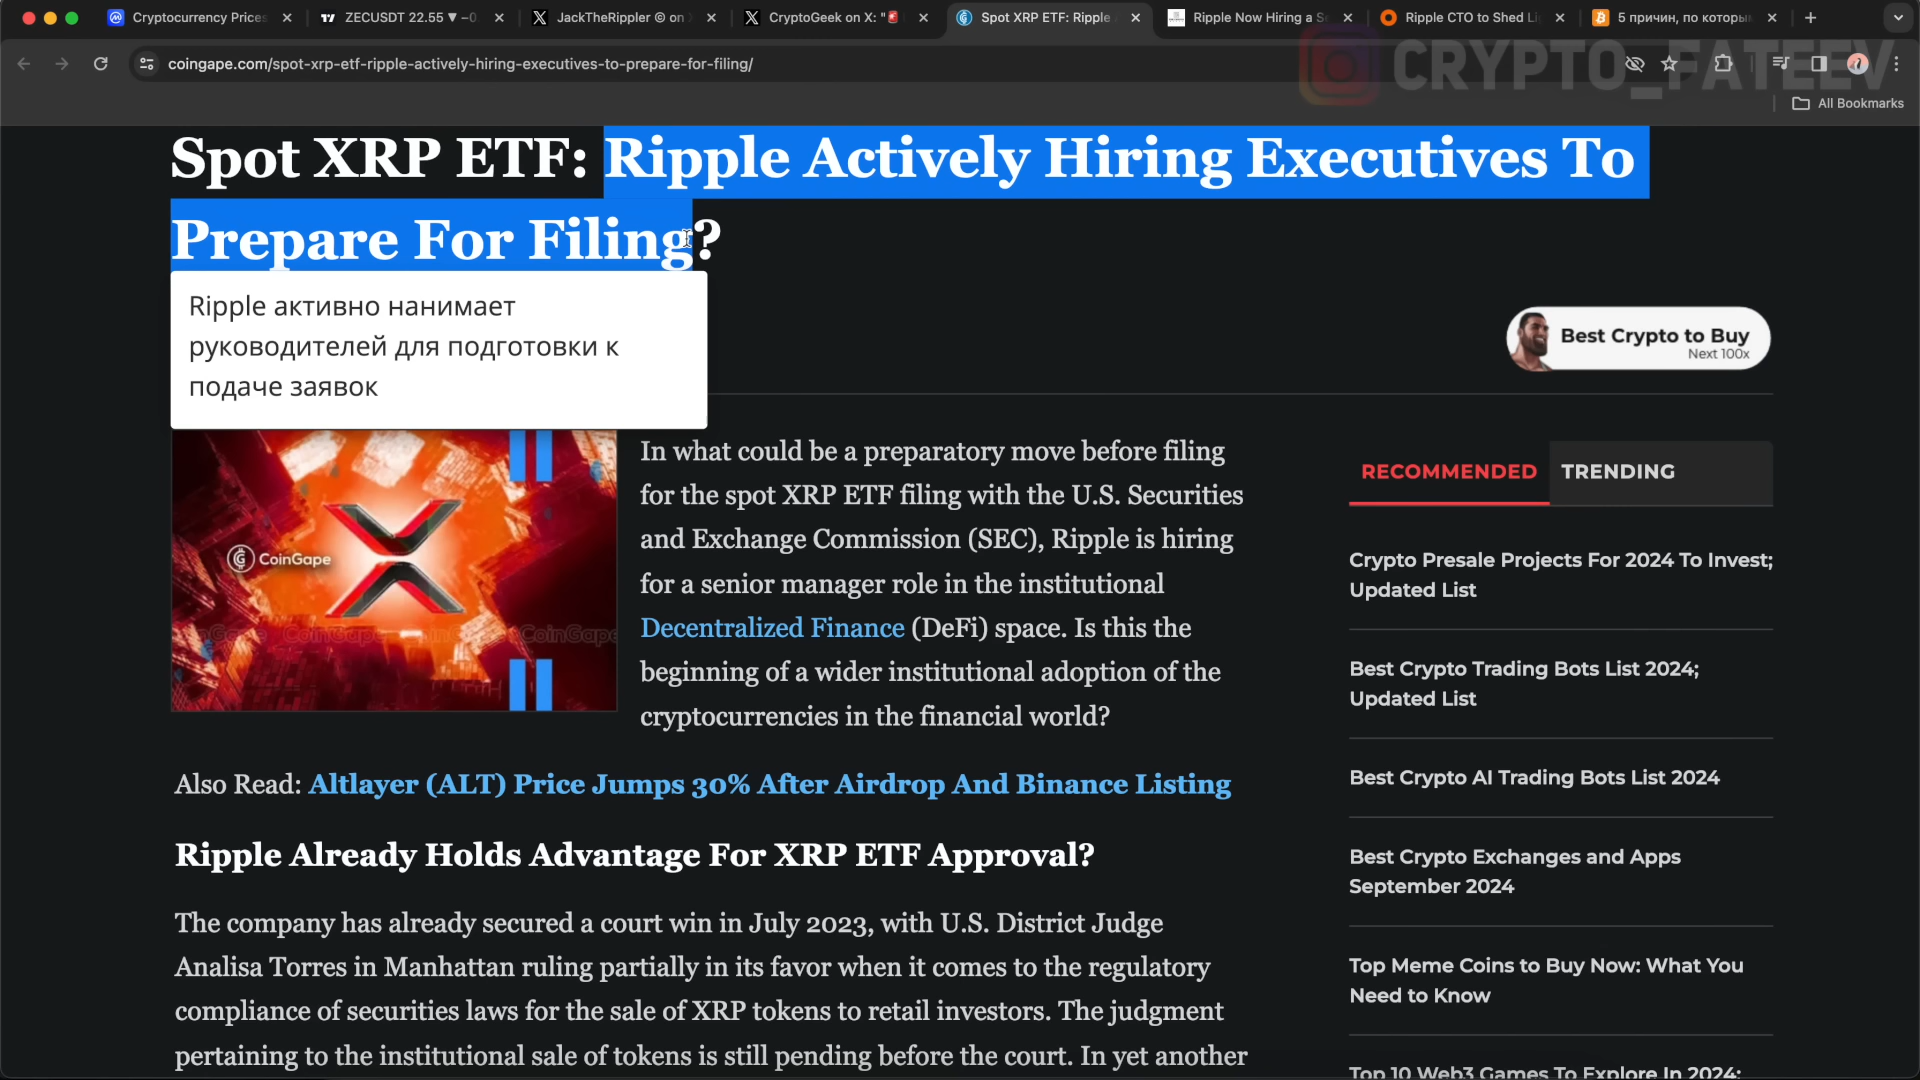 Cryptocurrency Prices
ZECUSDT 22.55 ▼ −0
JackTheRippler © on
CryptoGeek on X: "🚨
Spot XRP ETF: Ripple
Ripple Now Hiring a S
Ripple CTO to Shed Li
5 причин, по которы
coingape.com/spot-xrp-etf-ripple-actively-hiring-executives-to-prepare-for-filing/
CRYPTO_FATEEV
All Bookmarks
Spot XRP ETF: Ripple Actively Hiring Executives To
Prepare For Filing?
Ripple активно нанимает
руководителей для подготовки к
подаче заявок
Best Crypto to Buy
Next 100x
CoinGape
In what could be a preparatory move before filing
for the spot XRP ETF filing with the U.S. Securities
and Exchange Commission (SEC), Ripple is hiring
for a senior manager role in the institutional
Decentralized Finance (DeFi) space. Is this the
beginning of a wider institutional adoption of the
cryptocurrencies in the financial world?
Also Read: Altlayer (ALT) Price Jumps 30% After Airdrop And Binance Listing
Ripple Already Holds Advantage For XRP ETF Approval?
The company has already secured a court win in July 2023, with U.S. District Judge
Analisa Torres in Manhattan ruling partially in its favor when it comes to the regulatory
compliance of securities laws for the sale of XRP tokens to retail investors. The judgment
pertaining to the institutional sale of tokens is still pending before the court. In yet another
RECOMMENDED
TRENDING
Crypto Presale Projects For 2024 To Invest;
Updated List
Best Crypto Trading Bots List 2024;
Updated List
Best Crypto AI Trading Bots List 2024
Best Crypto Exchanges and Apps
September 2024
Top Meme Coins to Buy Now: What You
Need to Know
Top 10 Web3 Games To Explore In 2024: